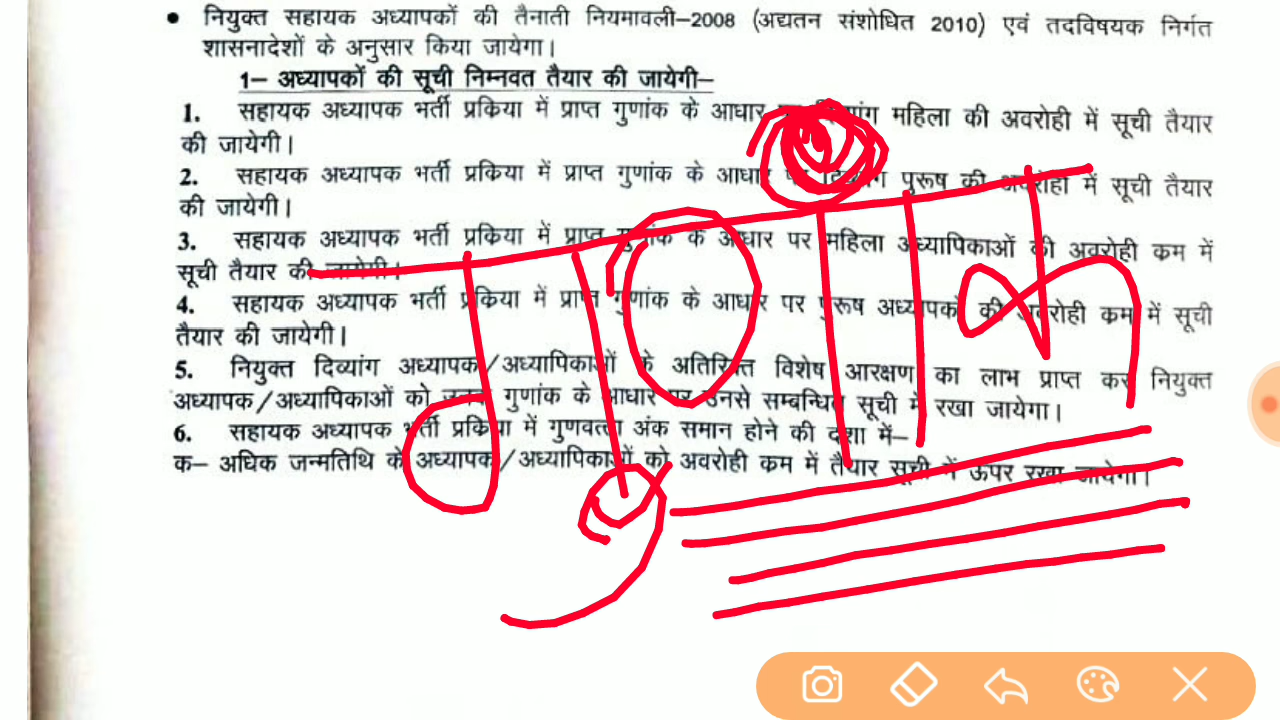 • नियुक्त सहायक अध्यापकों की तैनाती नियमावली–2008 (अद्यतन संशोधित 2010) एवं तदविषयक निर्गत
शासनादेशों के अनुसार किया जायेगा।
1– अध्यापकों की सूची निम्नवत तैयार की जायेगी–
1. सहायक अध्यापक भर्ती प्रकिया में प्राप्त गुणांक के आधार महिला की अवरोही में सूची तैयार
की जायेगी।
2. सहायक अध्यापक भर्ती प्रकिया में प्राप्त गुणांक के आधार पर दिव्यांग पुरूष की अवरोही में सूची तैयार
की जायेगी।
3. सहायक अध्यापक भर्ती प्रकिया में प्राप्त गुणांक के आधार पर महिला अध्यापिकाओं की अवरोही कम में
सूची तैयार की जायेगी।
4. सहायक अध्यापक भर्ती प्रकिया में प्राप्त गुणांक के आधार पर पुरूष अध्यापकों की अवरोही कम में सूची
तैयार की जायेगी।
5. नियुक्त दिव्यांग अध्यापक/अध्यापिकाओं के अतिरिक्त विशेष आरक्षण का लाभ प्राप्त कर नियुक्त
अध्यापक/अध्यापिकाओं को उनके गुणांक के आधार पर उनसे सम्बन्धित सूची में रखा जायेगा।
6. सहायक अध्यापक भर्ती प्रकिया में गुणवत्ता अंक समान होने की दशा में–
क– अधिक जन्मतिथि के अध्यापक/अध्यापिकाओं को अवरोही कम में तैयार सूची में ऊपर रखा जायेगा।
गुणांक